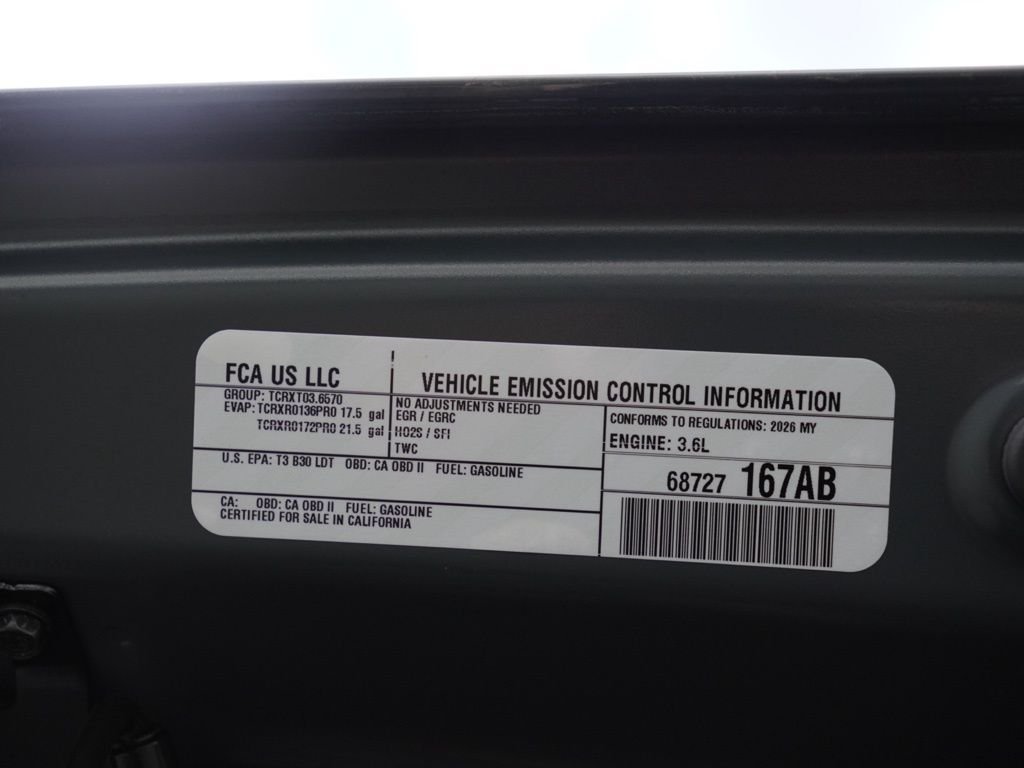 FCA US LLC
VEHICLE EMISSION CONTROL INFORMATION
GROUP: TCRXT03.6570
EVAP: TCRXR0136PR0 17.5 gal
TCRXR0172PR0 21.5 gal
NO ADJUSTMENTS NEEDED
EGR / EGRC
HO2S / SFI
TWC
CONFORMS TO REGULATIONS: 2026 MY
ENGINE: 3.6L
U.S. EPA: T3 B30 LDT OBD: CA OBD II FUEL: GASOLINE
68727 167AB
CA: OBD: CA OBD II FUEL: GASOLINE
CERTIFIED FOR SALE IN CALIFORNIA